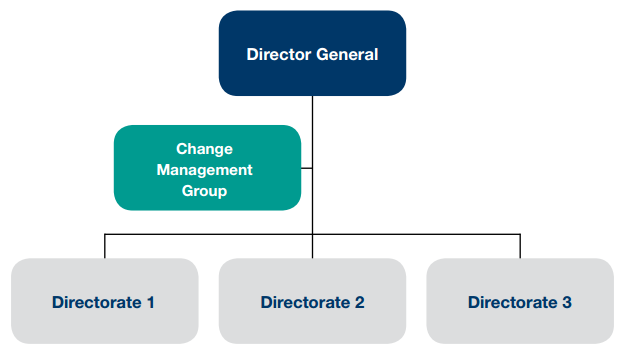 Director General
Change
Management
Group
Directorate 1
Directorate 2
Directorate 3